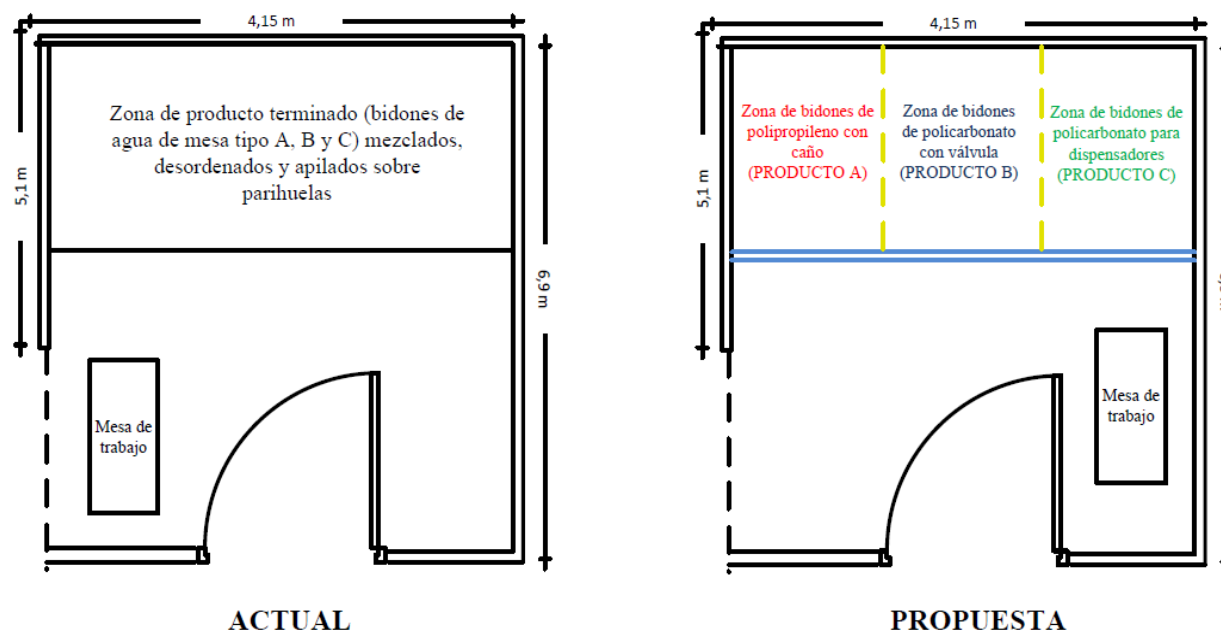 4,15 m
Zona de producto terminado (bidones de
agua de mesa tipo A, B y C) mezclados,
desordenados y apilados sobre
parihuelas
5,1 m
6,9 m
Mesa de
trabajo
ACTUAL
4,15 m
Zona de bidones de
polipropileno con
caño
(PRODUCTO A)
Zona de bidones
de policarbonato
con válvula
(PRODUCTO B)
Zona de bidones de
policarbonato para
dispensadores
(PRODUCTO C)
5,1 m
Mesa de
trabajo
PROPUESTA